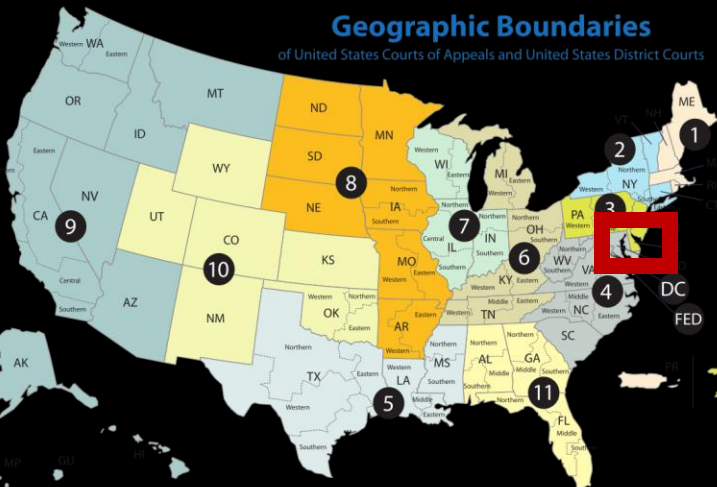 Geographic Boundaries
of United States Courts of Appeals and United States District Courts
Western WA Eastern
MT
ND
MN
ME
VT
NH
1
OR
ID
2
Northern
NY
Western
SD
WI
Western
Eastern
MI
Western
Eastern
Eastern
WY
8
Northern
IA
Southern
3
PA
Western
NV
UT
NE
7
Northern
Central
IL
Southern
Northern
IN
Southern
Northern
OH
Southern
CA
9
CO
10
KS
MO
Western
Eastern
6
Northern
WV
Southern
VA
Central
Southern
Western
KY
Eastern
4
DC
FED
AZ
NM
Western
Northern
OK
Eastern
Western
Middle
Eastern
TN
Western
Middle
NC
Eastern
Eastern
AR
Western
SC
AK
Northern
TX
Western
Eastern
Southern
Northern
MS
Southern
Northern
AL
Middle
Southern
Northern
GA
Middle
Southern
PR
Western
LA
Middle
Eastern
5
11
Northern
FL
Middle
MP
GU
HI